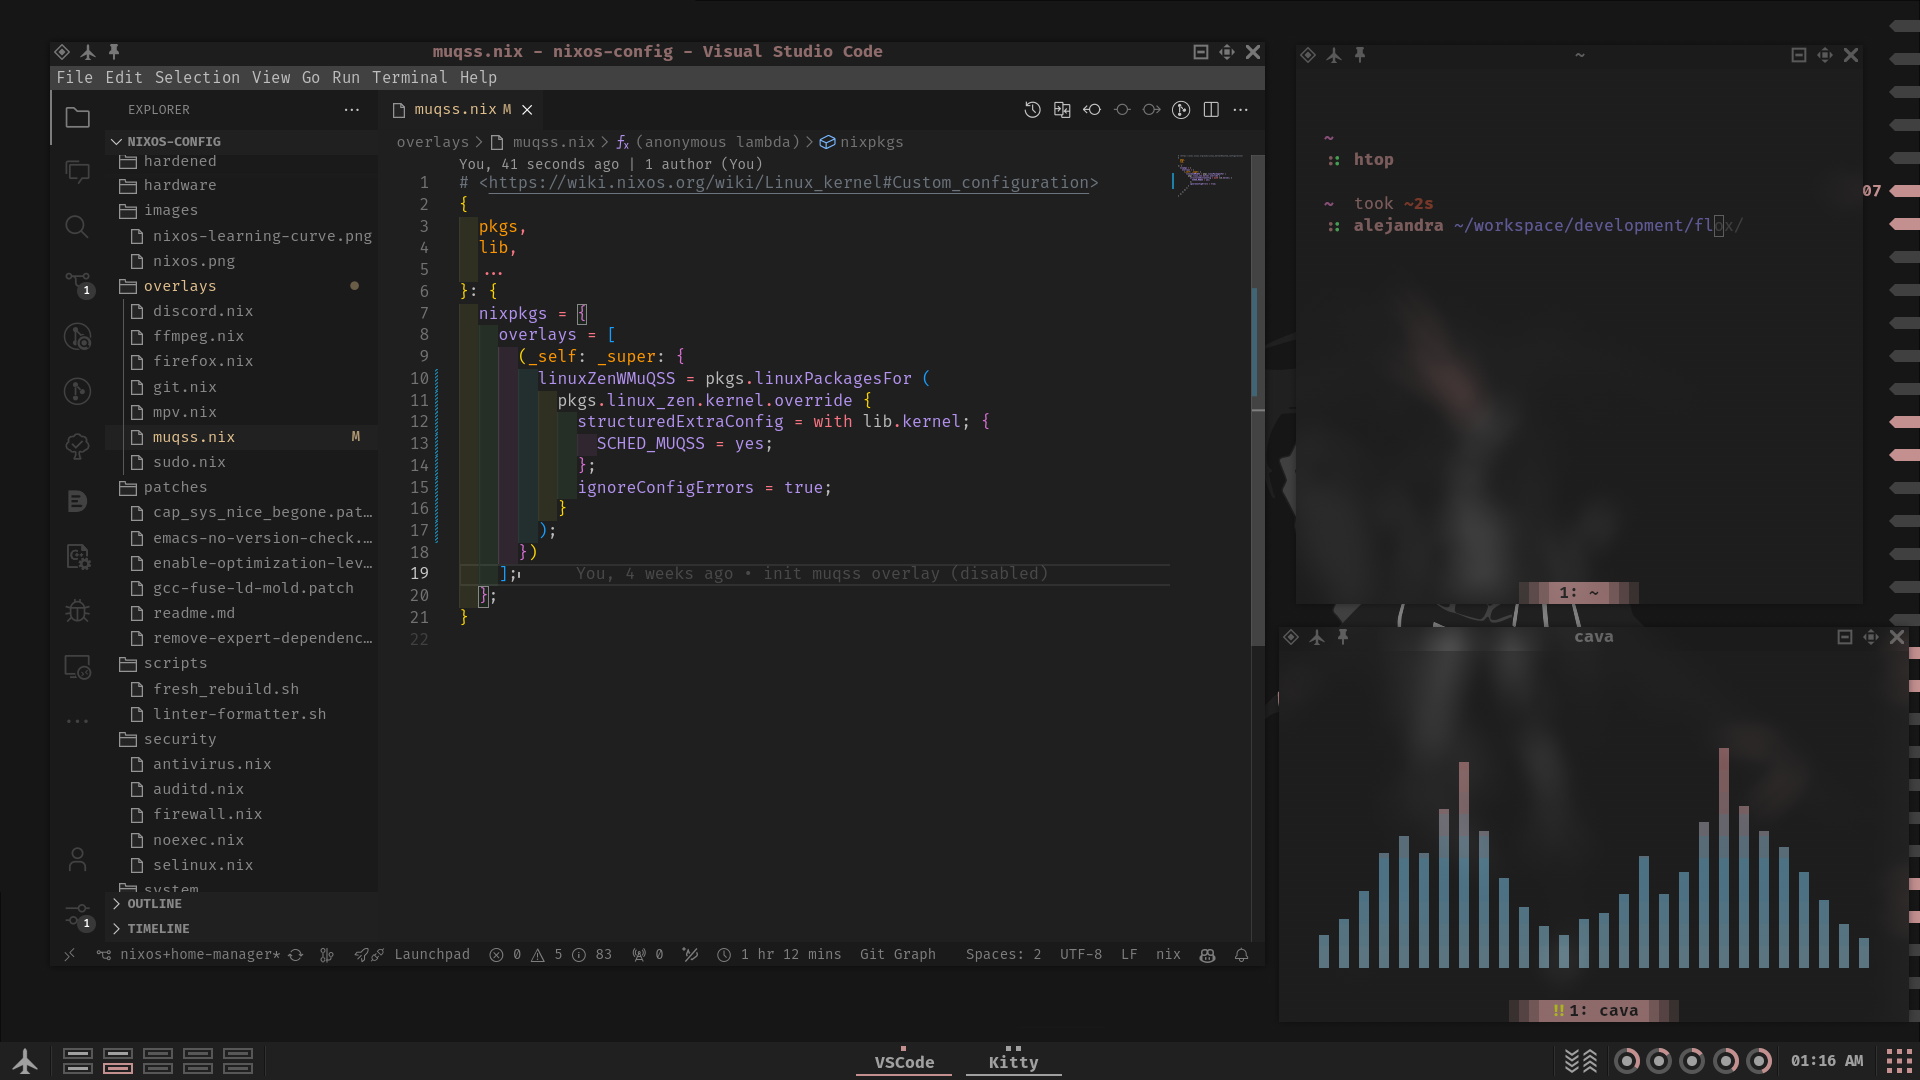 muqss.nix - nixos-config - Visual Studio Code
File Edit Selection View Go Run Terminal Help
EXPLORER
NIXOS-CONFIG
hardened
hardware
images
nixos-learning-curve.png
nixos.png
overlays
discord.nix
ffmpeg.nix
firefox.nix
git.nix
mpv.nix
muqss.nix M
sudo.nix
patches
cap_sys_nice_begone.pat…
emacs-no-version-check.…
enable-optimization-lev…
gcc-fuse-ld-mold.patch
readme.md
remove-expert-dependenc…
scripts
fresh_rebuild.sh
linter-formatter.sh
security
antivirus.nix
auditd.nix
firewall.nix
noexec.nix
selinux.nix
system
OUTLINE
TIMELINE
1
1
muqss.nix M
overlays > muqss.nix > (anonymous lambda) > nixpkgs
You, 41 seconds ago | 1 author (You)
1 # <https://wiki.nixos.org/wiki/Linux_kernel#Custom_configuration>
2 {
3 pkgs,
4 lib,
5 ...
6 }: {
7 nixpkgs = {
8 overlays = [
9 (_self: _super: {
10 linuxZenWMuQSS = pkgs.linuxPackagesFor (
11 pkgs.linux_zen.kernel.override {
12 structuredExtraConfig = with lib.kernel; {
13 SCHED_MUQSS = yes;
14 };
15 ignoreConfigErrors = true;
16 }
17 );
18 })
19 ]; You, 4 weeks ago • init muqss overlay (disabled)
20 };
21 }
22
nixos+home-manager* Launchpad 0 5 83 0 1 hr 12 mins Git Graph Spaces: 2 UTF-8 LF nix
~
~
:: htop
~ took ~2s
:: alejandra ~/workspace/development/flox/
1: ~
07
cava
!! 1: cava
VSCode
Kitty
01:16 AM